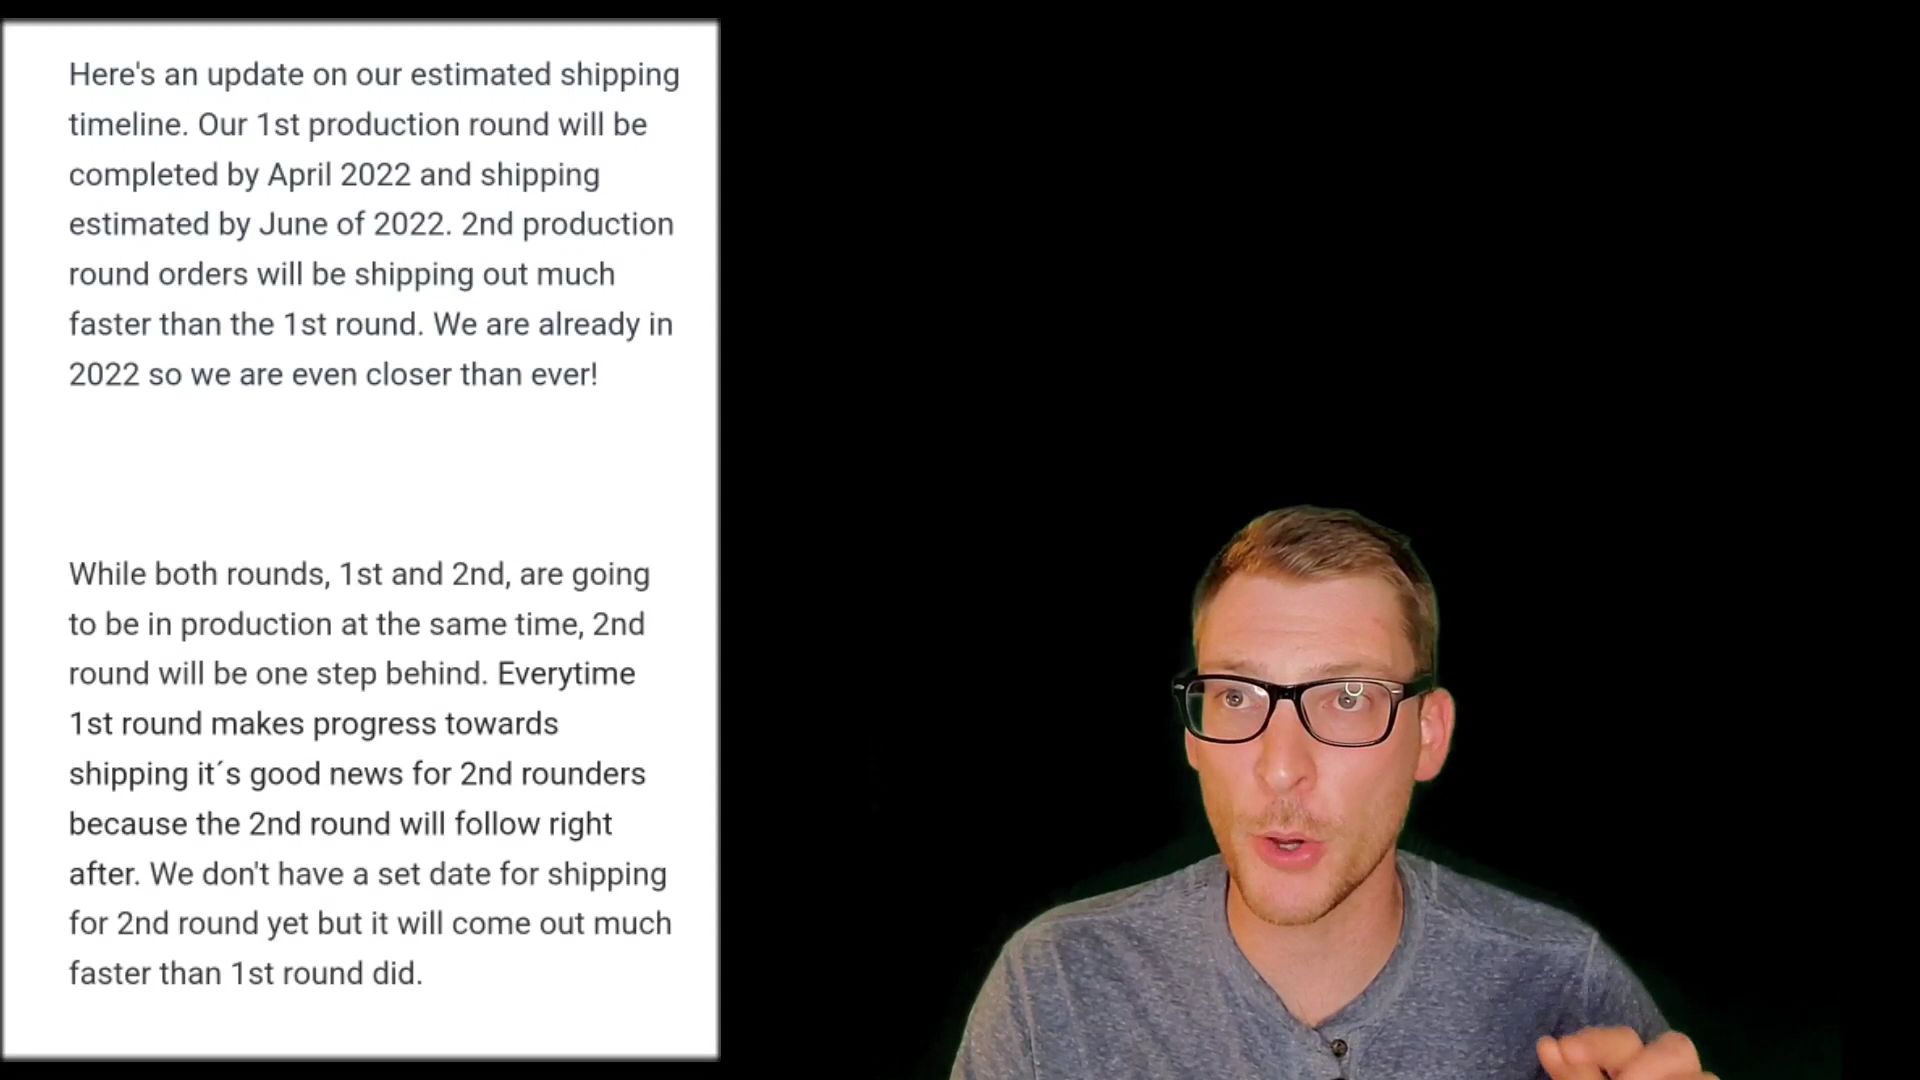 Here's an update on our estimated shipping
timeline. Our 1st production round will be
completed by April 2022 and shipping
estimated by June of 2022. 2nd production
round orders will be shipping out much
faster than the 1st round. We are already in
2022 so we are even closer than ever!
While both rounds, 1st and 2nd, are going
to be in production at the same time, 2nd
round will be one step behind. Everytime
1st round makes progress towards
shipping it´s good news for 2nd rounders
because the 2nd round will follow right
after. We don't have a set date for shipping
for 2nd round yet but it will come out much
faster than 1st round did.